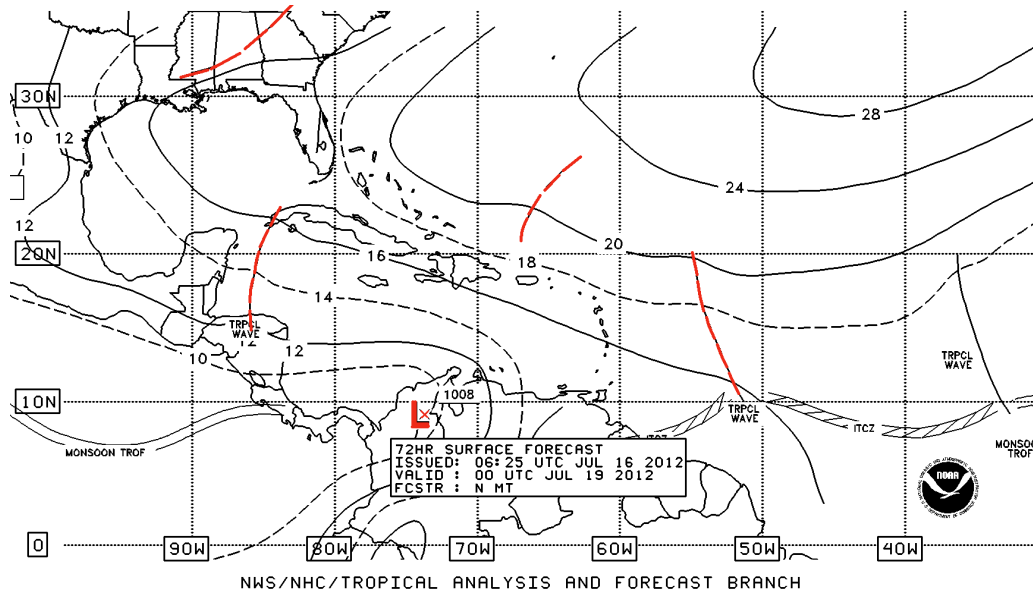 28
30N
10
12
24
12
20
20N
16
18
14
TRPCL
WAVE
12
12
10
TRPCL
WAVE
1008
10N
TRPCL
WAVE
ITCZ
ITCZ
MONSOON TROF
MONSOON
TROF
72HR SURFACE FORECAST
ISSUED: 06:25 UTC JUL 16 2012
VALID : 00 UTC JUL 19 2012
FCSTR : N MT
L
NOAA
0
90W
80W
70W
60W
50W
40W
NWS/NHC/TROPICAL ANALYSIS AND FORECAST BRANCH